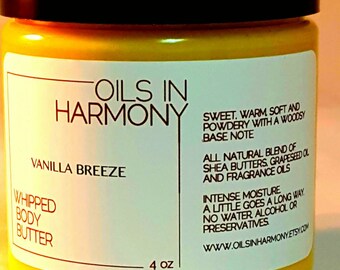 OILS IN
HARMONY
VANILLA BREEZE
WHIPPED
BODY
BUTTER
4 oz
SWEET, WARM, SOFT AND
POWDERY WITH A WOODSY
BASE NOTE
ALL NATURAL BLEND OF
SHEA BUTTERS, GRAPESEED OIL
AND FRAGRANCE OILS
INTENSE MOISTURE.
A LITTLE GOES A LONG WAY.
NO WATER, ALCOHOL OR
PRESERVATIVES.
WWW.OILSINHARMONY.ETSY.COM